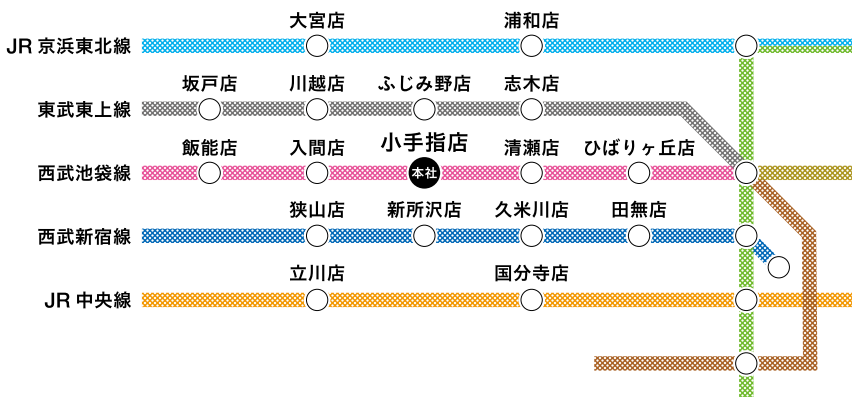 大宮店 浦和店
JR 京浜東北線
坂戸店 川越店 ふじみ野店 志木店
東武東上線
飯能店 入間店 小手指店 清瀬店 ひばりヶ丘店
西武池袋線 本社
狭山店 新所沢店 久米川店 田無店
西武新宿線
立川店 国分寺店
JR 中央線